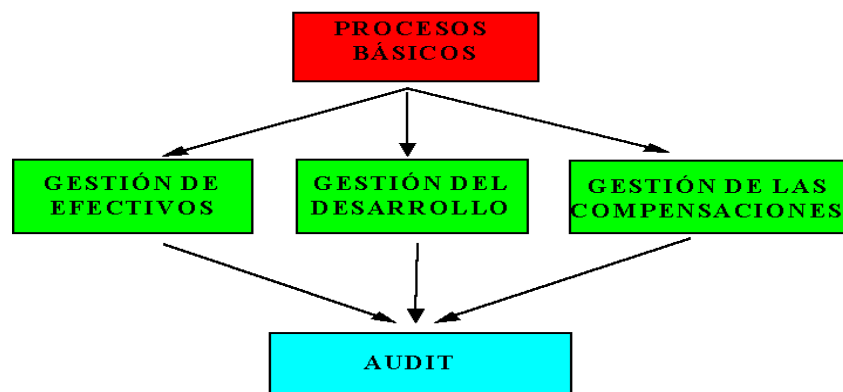 PROCESOS
BÁSICOS
GESTIÓN DE
EFECTIVOS
GESTIÓN DEL
DESARROLLO
GESTIÓN DE LAS
COMPENSACIONES
AUDIT